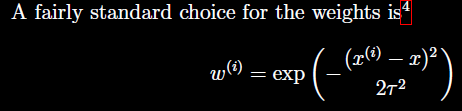 A fairly standard choice for the weights is⁴
w⁽ⁱ⁾ = exp ( − (x⁽ⁱ⁾ − x)² / 2τ² )